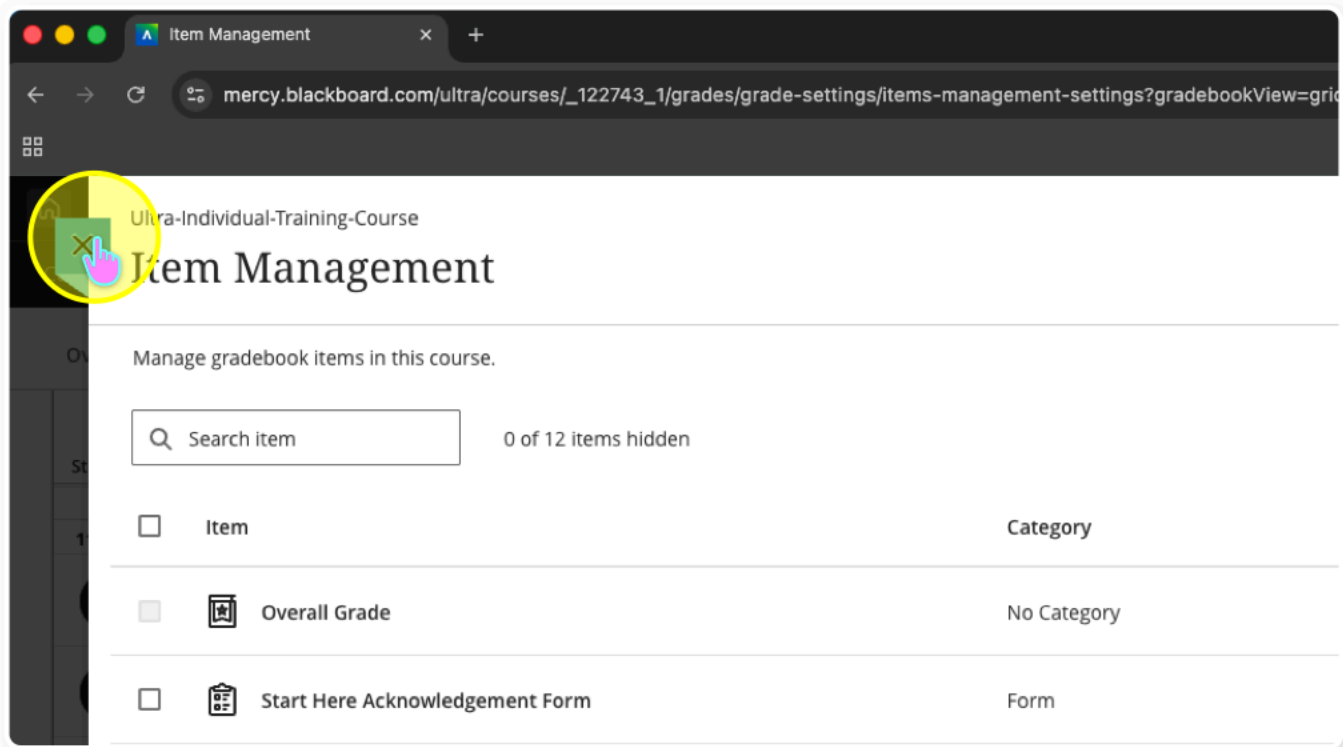 Item Management
mercy.blackboard.com/ultra/courses/_122743_1/grades/grade-settings/items-management-settings?gradebookView=grid
Ultra-Individual-Training-Course
Item Management
Manage gradebook items in this course.
Search item 0 of 12 items hidden
Item Category
Overall Grade No Category
Start Here Acknowledgement Form Form